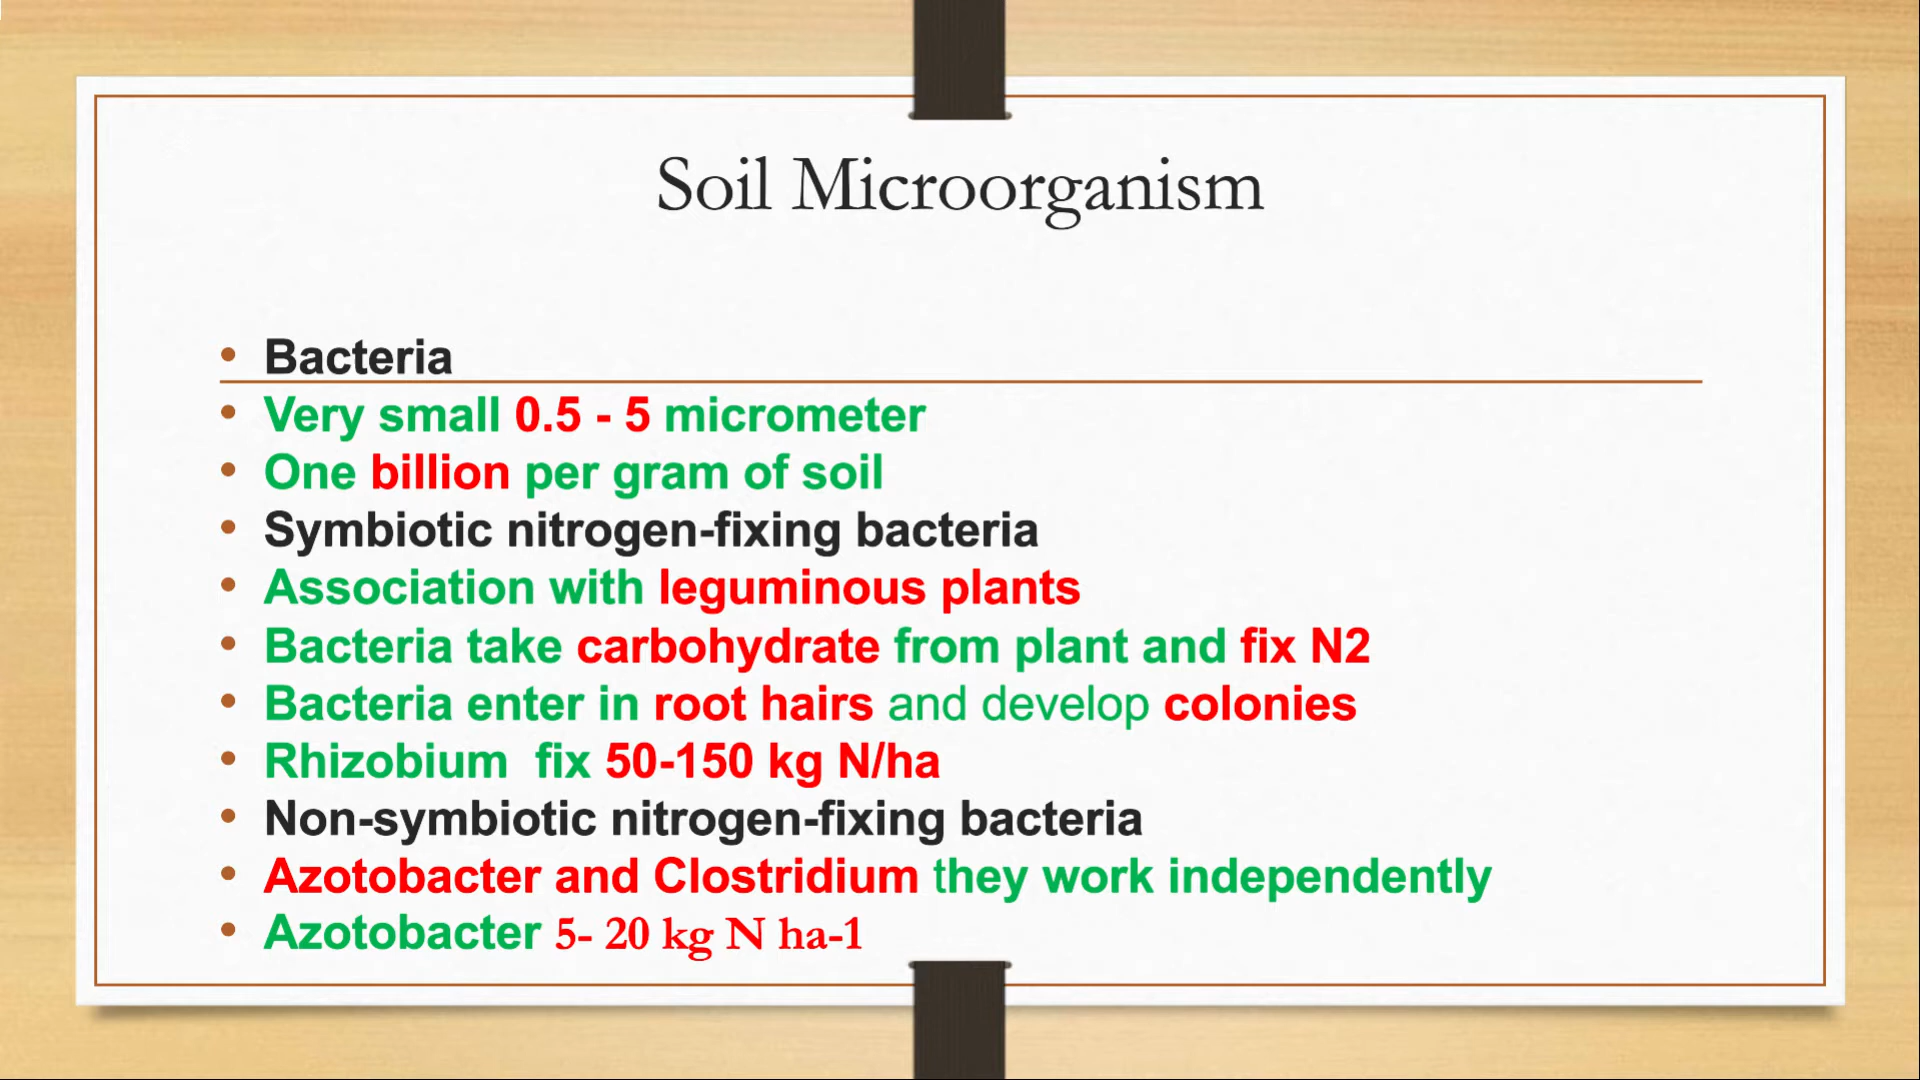 Soil Microorganism
• Bacteria
• Very small 0.5 - 5 micrometer
• One billion per gram of soil
• Symbiotic nitrogen-fixing bacteria
• Association with leguminous plants
• Bacteria take carbohydrate from plant and fix N2
• Bacteria enter in root hairs and develop colonies
• Rhizobium  fix 50-150 kg N/ha
• Non-symbiotic nitrogen-fixing bacteria
• Azotobacter and Clostridium they work independently
• Azotobacter 5- 20 kg N ha-1